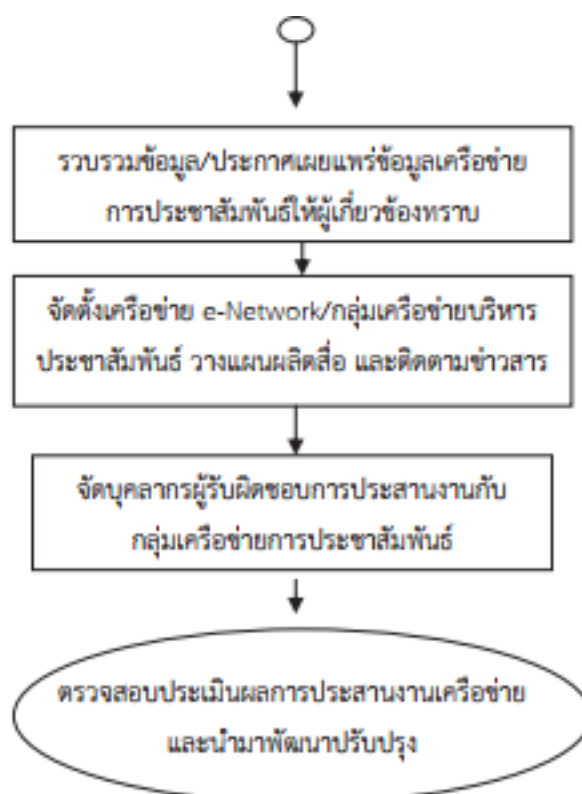 รวบรวมข้อมูล/ประกาศเผยแพร่ข้อมูลเครือข่าย
การประชาสัมพันธ์ให้ผู้เกี่ยวข้องทราบ
จัดตั้งเครือข่าย e-Network/กลุ่มเครือข่ายบริหาร
ประชาสัมพันธ์ วางแผนผลิตสื่อ และติดตามข่าวสาร
จัดบุคลากรผู้รับผิดชอบการประสานงานกับ
กลุ่มเครือข่ายการประชาสัมพันธ์
ตรวจสอบประเมินผลการประสานงานเครือข่าย
และนำมาพัฒนาปรับปรุง